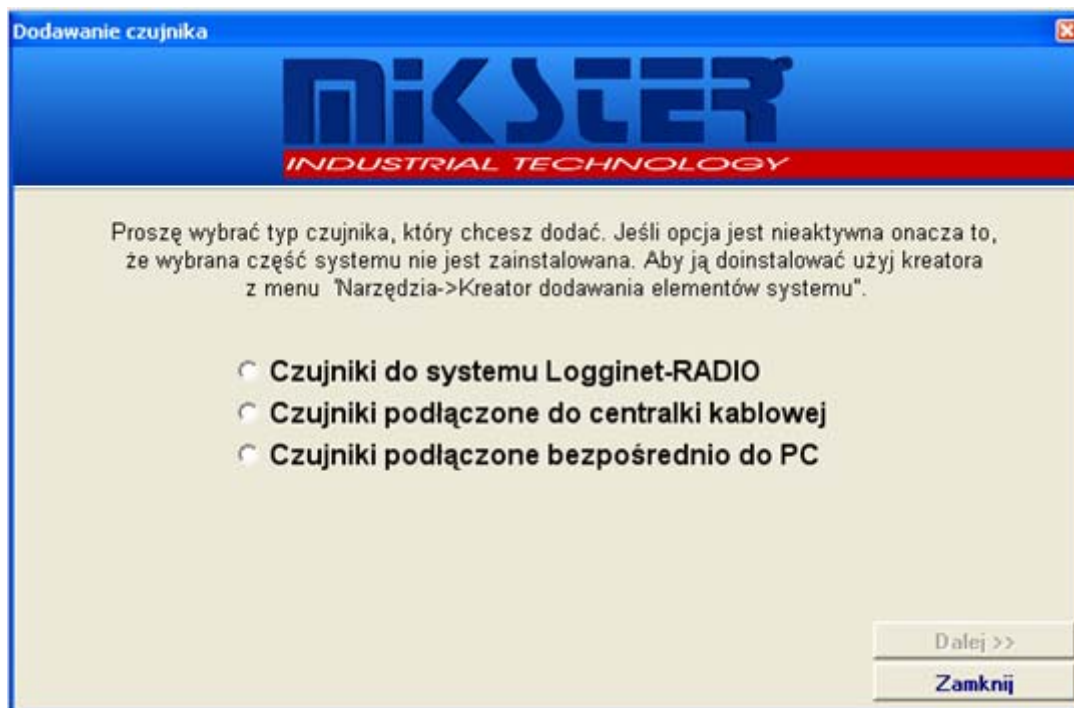 Dodawanie czujnika
MIKSTER
INDUSTRIAL TECHNOLOGY
Proszę wybrać typ czujnika, który chcesz dodać. Jeśli opcja jest nieaktywna onacza to,
że wybrana część systemu nie jest zainstalowana. Aby ją doinstalować użyj kreatora
z menu "Narzędzia->Kreator dodawania elementów systemu".
Czujniki do systemu Logginet-RADIO
Czujniki podłączone do centralki kablowej
Czujniki podłączone bezpośrednio do PC
Dalej >>
Zamknij